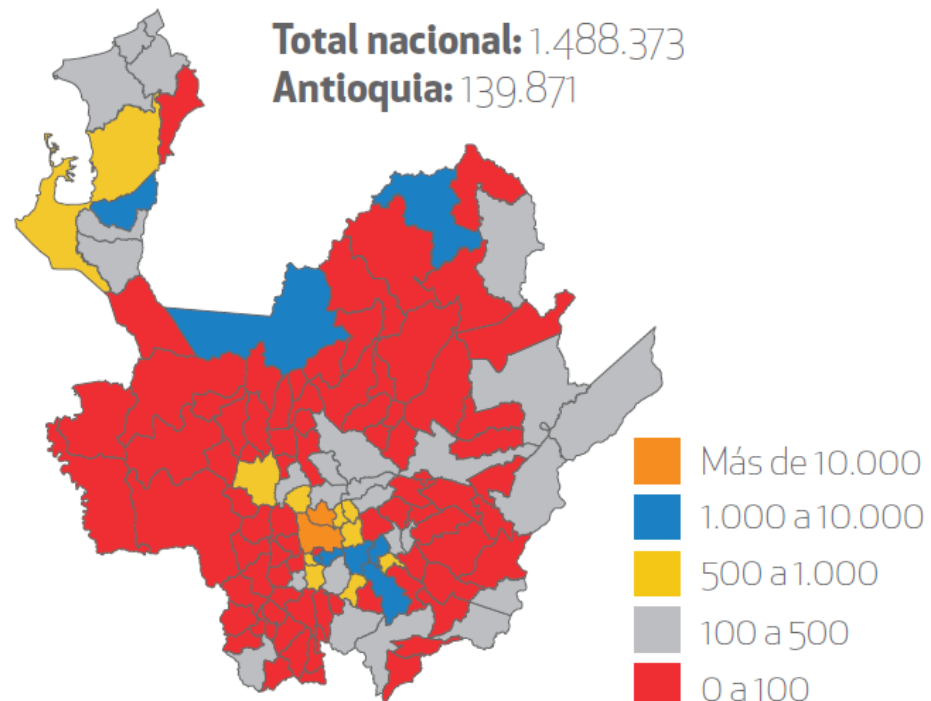 Total nacional: 1.488.373
Antioquia: 139.871
Más de 10.000
1.000 a 10.000
500 a 1.000
100 a 500
0 a 100